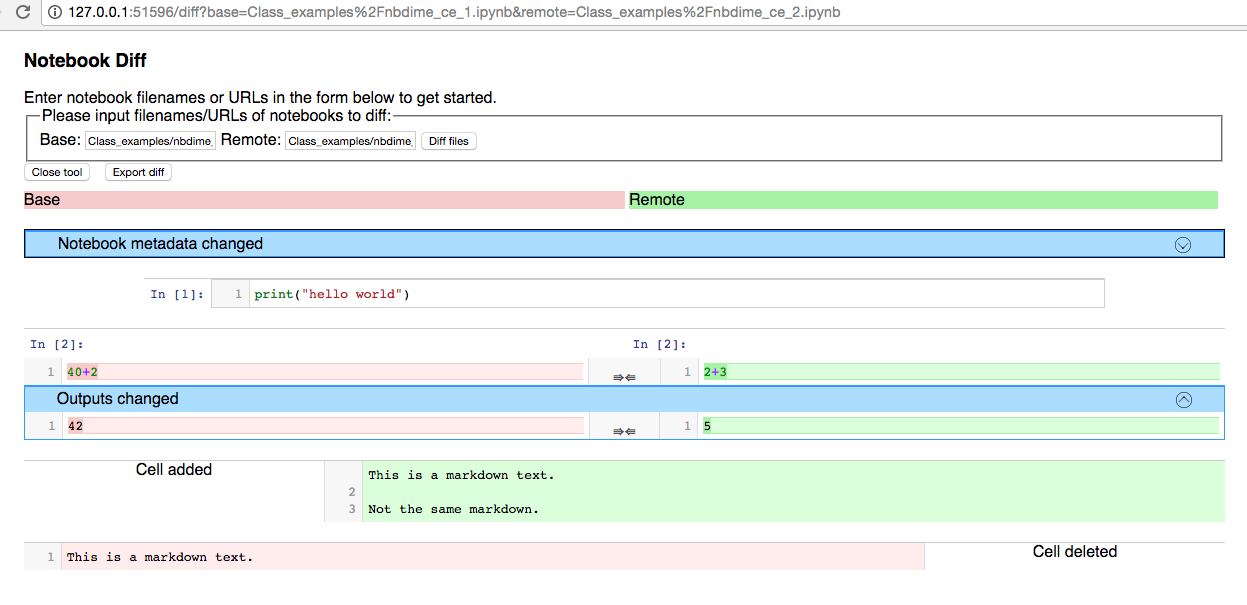 127.0.0.1:51596/diff?base=Class_examples%2Fnbdime_ce_1.ipynb&remote=Class_examples%2Fnbdime_ce_2.ipynb
Notebook Diff
Enter notebook filenames or URLs in the form below to get started.
Please input filenames/URLs of notebooks to diff:
Base: Class_examples/nbdime_ Remote: Class_examples/nbdime_ Diff files
Close tool Export diff
Base Remote
Notebook metadata changed
In [1]: 1 print("hello world")
In [2]: In [2]:
1 40+2 ⇛⇚ 1 2+3
Outputs changed
1 42 ⇛⇚ 1 5
Cell added This is a markdown text.
2
3 Not the same markdown.
1 This is a markdown text. Cell deleted